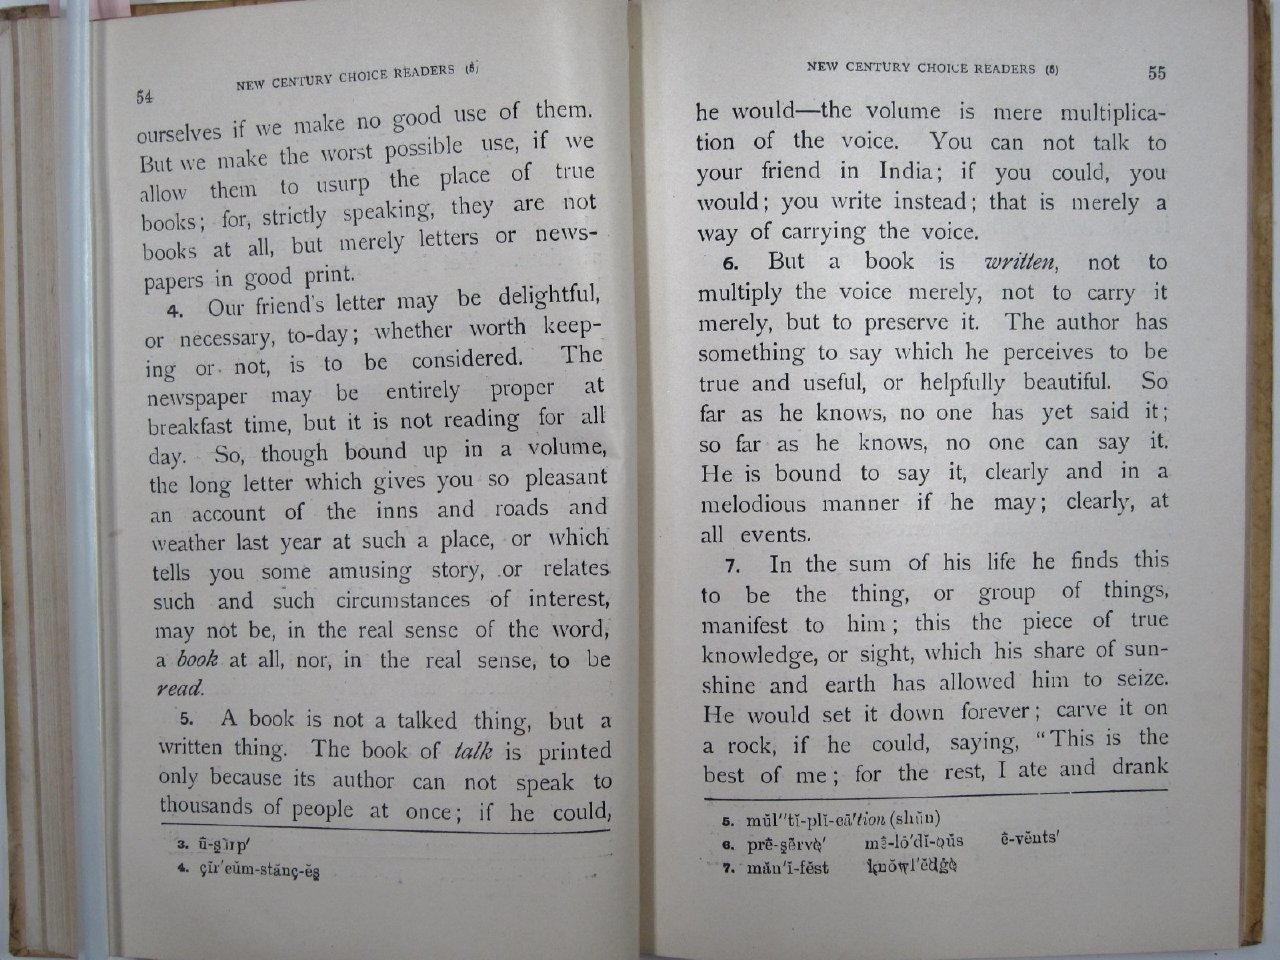 54
NEW CENTURY CHOICE READERS (5)
ourselves if we make no good use of them.
But we make the worst possible use, if we
allow them to usurp the place of true
books; for, strictly speaking, they are not
books at all, but merely letters or news-
papers in good print.
4. Our friend's letter may be delightful,
or necessary, to-day; whether worth keep-
ing or not, is to be considered. The
newspaper may be entirely proper at
breakfast time, but it is not reading for all
day. So, though bound up in a volume,
the long letter which gives you so pleasant
an account of the inns and roads and
weather last year at such a place, or which
tells you some amusing story, or relates
such and such circumstances of interest,
may not be, in the real sense of the word,
a book at all, nor, in the real sense, to be
read.
5. A book is not a talked thing, but a
written thing. The book of talk is printed
only because its author can not speak to
thousands of people at once; if he could,
3. û-ṣûrp′
4. çĩr′cŭm-stănç-ĕṣ
NEW CENTURY CHOICE READERS (5)
55
he would—the volume is mere multiplica-
tion of the voice. You can not talk to
your friend in India; if you could, you
would; you write instead; that is merely a
way of carrying the voice.
6. But a book is written, not to
multiply the voice merely, not to carry it
merely, but to preserve it. The author has
something to say which he perceives to be
true and useful, or helpfully beautiful. So
far as he knows, no one has yet said it;
so far as he knows, no one can say it.
He is bound to say it, clearly and in a
melodious manner if he may; clearly, at
all events.
7. In the sum of his life he finds this
to be the thing, or group of things,
manifest to him; this the piece of true
knowledge, or sight, which his share of sun-
shine and earth has allowed him to seize.
He would set it down forever; carve it on
a rock, if he could, saying, "This is the
best of me; for the rest, I ate and drank
5. mŭl″tĭ-plĭ-cā′tion (shŭn)
6. prê-ṣẽrvę′ mê-lō′dĭ-ǫŭs ê-vĕnts′
7. măn′ĭ-fĕst knŏwl′ĕdġę